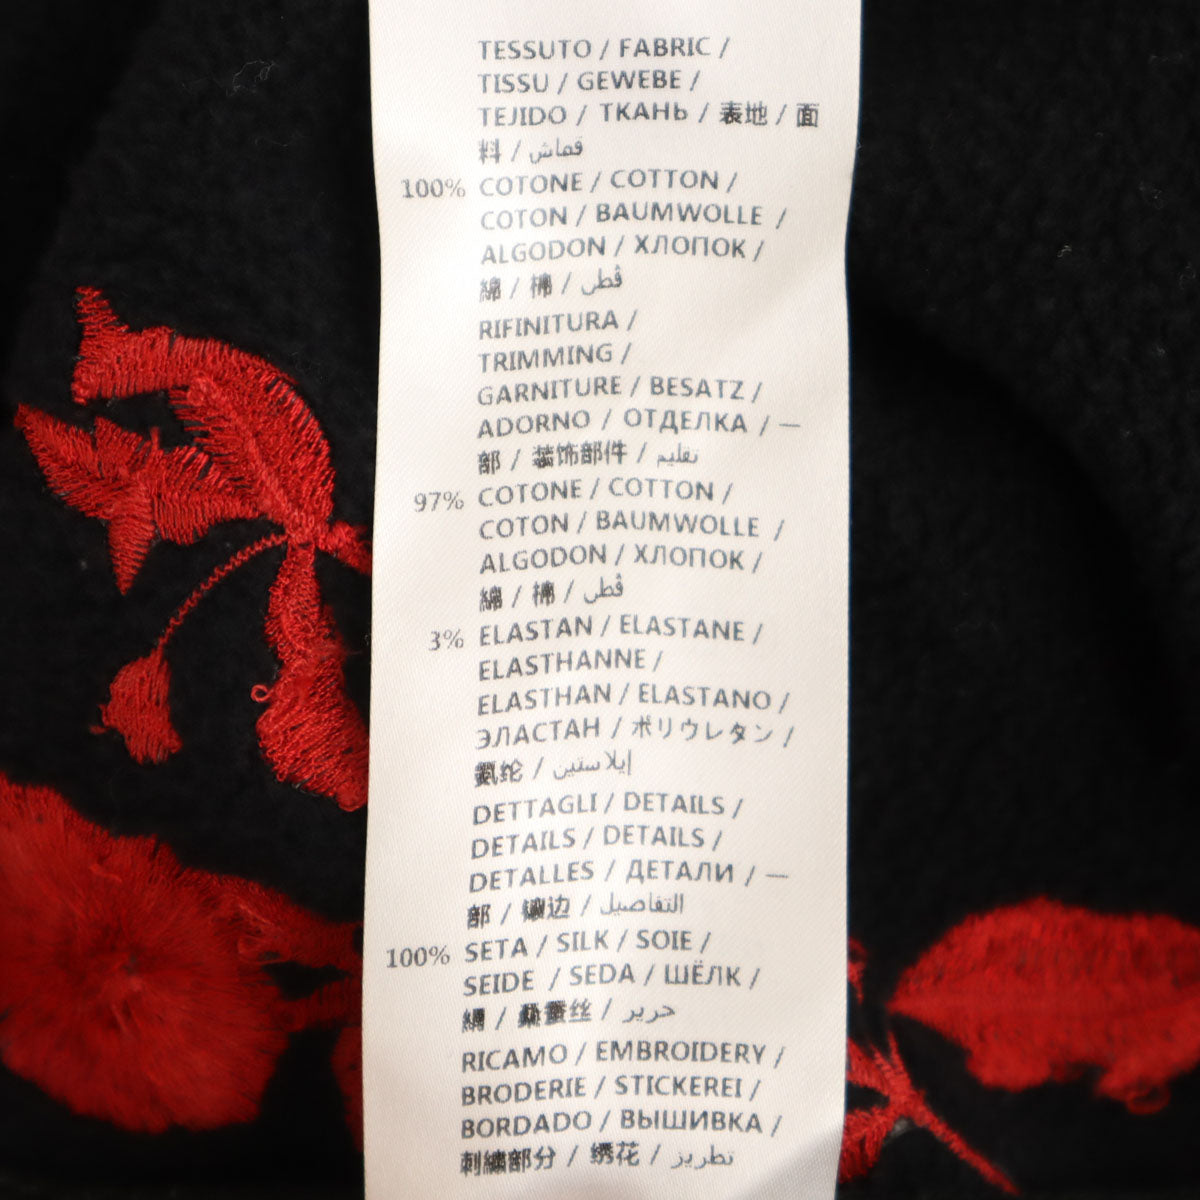 TESSUTO / FABRIC /
TISSU / GEWEBE /
TEJIDO / ТКАНЬ / 表地 / 面
料 / قماش
100% COTONE / COTTON /
COTON / BAUMWOLLE /
ALGODON / ХЛОПОК /
綿 / 棉 / قطن
RIFINITURA /
TRIMMING /
GARNITURE / BESATZ /
ADORNO / ОТДЕЛКА / 一
部 / 装饰部件 / تقليم
97% COTONE / COTTON /
COTON / BAUMWOLLE /
ALGODON / ХЛОПОК /
綿 / 棉 / قطن
3% ELASTAN / ELASTANE /
ELASTHANNE /
ELASTHAN / ELASTANO /
ЭЛАСТАН / ポリウレタン /
氨纶 / إيلاستين
DETTAGLI / DETAILS /
DETAILS / DETAILS /
DETALLES / ДЕТАЛИ / 一
部 / 镶边 / التفاصيل
100% SETA / SILK / SOIE /
SEIDE / SEDA / ШЁЛК /
絹 / 桑蚕丝 / حرير
RICAMO / EMBROIDERY /
BRODERIE / STICKEREI /
BORDADO / ВЫШИВКА /
刺繍部分 / 绣花 / تطريز